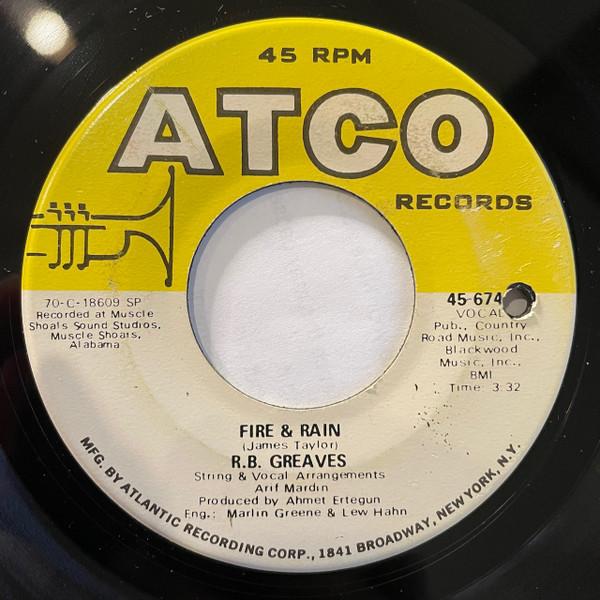 45 RPM
ATCO
RECORDS
70-C-18609 SP
Recorded at Muscle
Shoals Sound Studios,
Muscle Shoals,
Alabama
45-674
VOCAL
Pub., Country
Road Music, Inc.,
Blackwood
Music, Inc.,
BMI
Time: 3:32
FIRE & RAIN
(James Taylor)
R.B. GREAVES
String & Vocal Arrangements
Arif Mardin
Produced by Ahmet Ertegun
Eng.: Marlin Greene & Lew Hahn
MFG. BY ATLANTIC RECORDING CORP., 1841 BROADWAY, NEW YORK, N.Y.